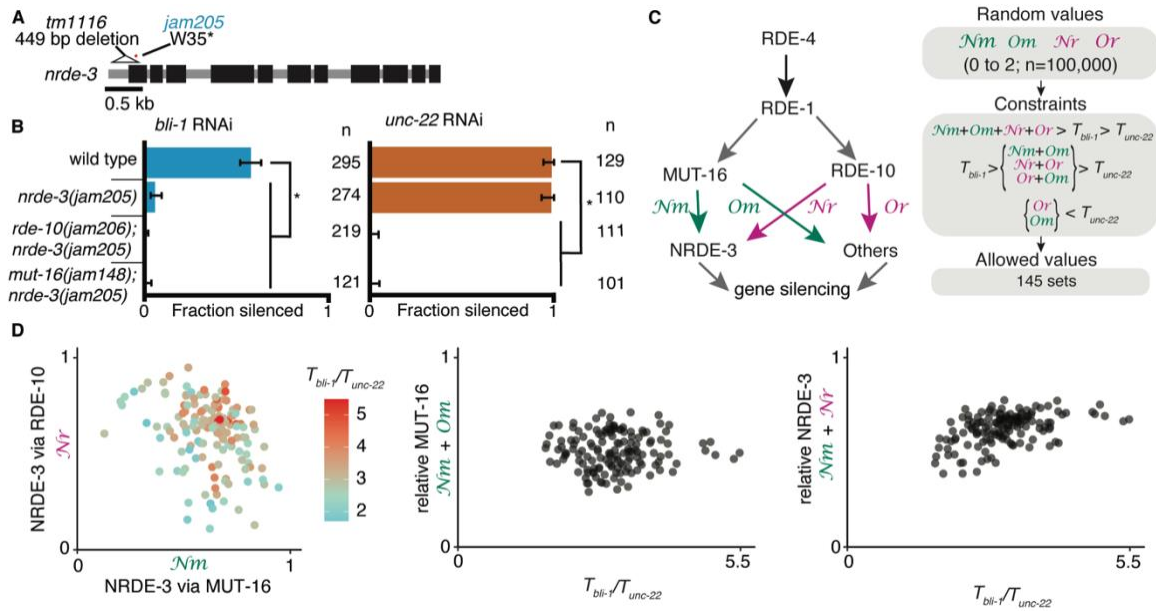 A
tm1116
449 bp deletion
jam205
W35*
nrde-3
0.5 kb
B
bli-1 RNAi
n
unc-22 RNAi
n
wild type
295
129
nrde-3(jam205)
274
110
*
*
rde-10(jam206);
nrde-3(jam205)
219
111
mut-16(jam148);
nrde-3(jam205)
121
101
0 Fraction silenced 1
0 Fraction silenced 1
C
RDE-4
RDE-1
MUT-16
RDE-10
Nm Om Nr Or
NRDE-3
Others
gene silencing
Random values
Nm Om Nr Or
(0 to 2; n=100,000)
Constraints
Nm+Om+Nr+Or > Tbli-1 > Tunc-22
Tbli-1 > { Nm+Om
Nr+Or
Or+Om } > Tunc-22
{ Or
Om } < Tunc-22
Allowed values
145 sets
D
1
NRDE-3 via RDE-10
Nr
0
0
Nm
1
NRDE-3 via MUT-16
Tbli-1/Tunc-22
5
4
3
2
1
relative MUT-16
Nm + Om
0
0
5.5
Tbli-1/Tunc-22
1
relative NRDE-3
Nm + Nr
0
0
5.5
Tbli-1/Tunc-22